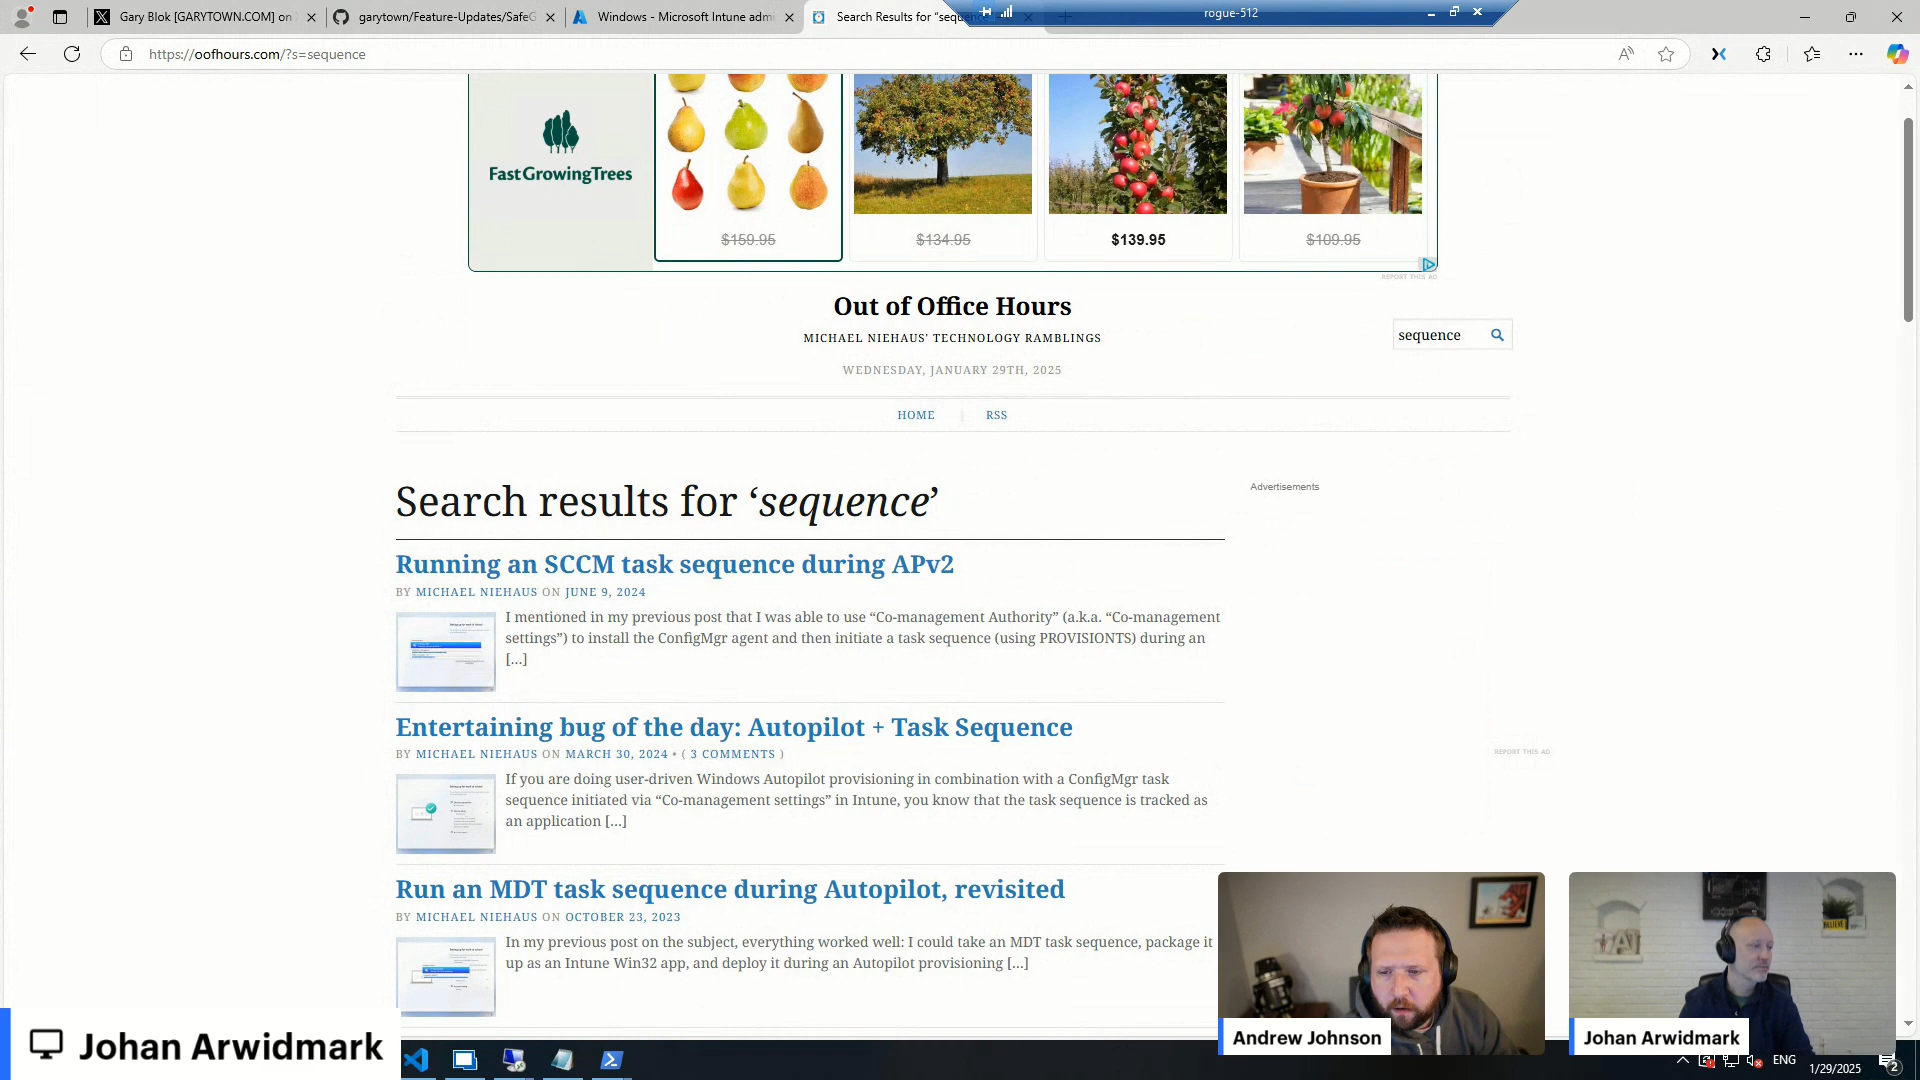 Gary Blok [GARYTOWN.COM] on
garytown/Feature-Updates/SafeG
Windows - Microsoft Intune admi
Search Results for “sequence
rogue-512
https://oofhours.com/?s=sequence
FastGrowingTrees
$159.95
$134.95
$139.95
$109.95
REPORT THIS AD
Out of Office Hours
MICHAEL NIEHAUS' TECHNOLOGY RAMBLINGS
sequence
WEDNESDAY, JANUARY 29TH, 2025
HOME
RSS
Search results for ‘sequence’
Advertisements
Running an SCCM task sequence during APv2
BY MICHAEL NIEHAUS ON JUNE 9, 2024
I mentioned in my previous post that I was able to use “Co-management Authority” (a.k.a. “Co-management
settings”) to install the ConfigMgr agent and then initiate a task sequence (using PROVISIONTS) during an
[…]
Entertaining bug of the day: Autopilot + Task Sequence
BY MICHAEL NIEHAUS ON MARCH 30, 2024 • ( 3 COMMENTS )
REPORT THIS AD
If you are doing user-driven Windows Autopilot provisioning in combination with a ConfigMgr task
sequence initiated via “Co-management settings” in Intune, you know that the task sequence is tracked as
an application […]
Run an MDT task sequence during Autopilot, revisited
BY MICHAEL NIEHAUS ON OCTOBER 23, 2023
In my previous post on the subject, everything worked well: I could take an MDT task sequence, package it
up as an Intune Win32 app, and deploy it during an Autopilot provisioning […]
Johan Arwidmark
Andrew Johnson
Johan Arwidmark
ENG
1/29/2025
2